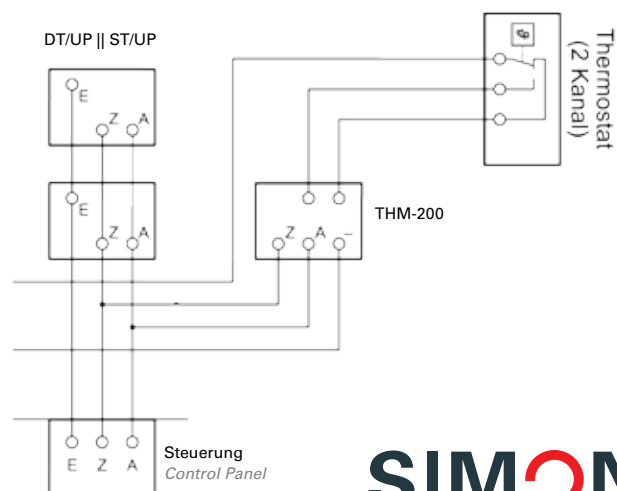 DT/UP || ST/UP
ϑ
Thermostat
(2 Kanal)
E
Z A
E
Z A
THM-200
Z A –
Steuerung
Control Panel
E Z A
SIMON